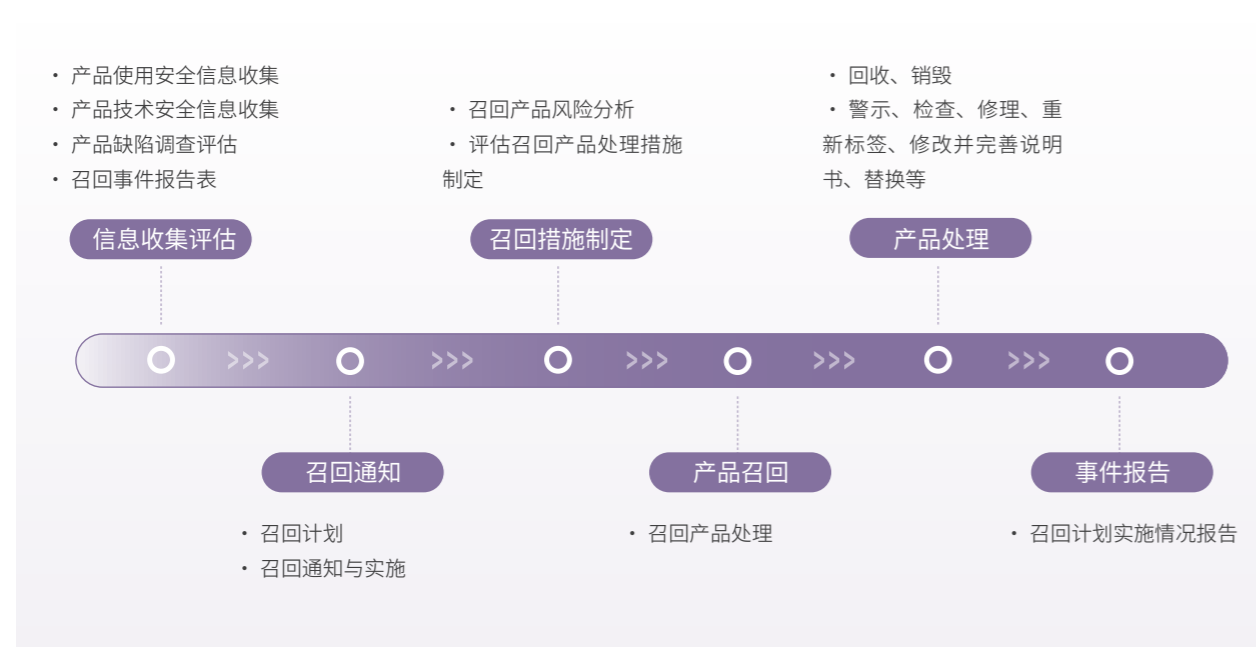 · 产品使用安全信息收集
· 产品技术安全信息收集
· 产品缺陷调查评估
· 召回事件报告表
信息收集评估
· 召回产品风险分析
· 评估召回产品处理措施
制定
召回措施制定
· 回收、销毁
· 警示、检查、修理、重
新标签、修改并完善说明
书、替换等
产品处理
>>> >>> >>> >>> >>>
召回通知
· 召回计划
· 召回通知与实施
产品召回
· 召回产品处理
事件报告
· 召回计划实施情况报告